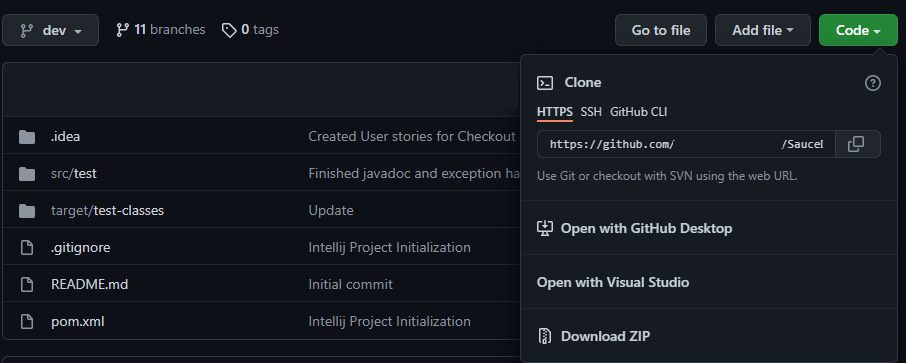 dev 11 branches 0 tags Go to file Add file Code
Clone
HTTPS SSH GitHub CLI
https://github.com/ /Sauce
Use Git or checkout with SVN using the web URL.
Open with GitHub Desktop
Open with Visual Studio
Download ZIP
.idea Created User stories for Checkout
src/test Finished javadoc and exception ha
target/test-classes Update
.gitignore Intellij Project Initialization
README.md Initial commit
pom.xml Intellij Project Initialization